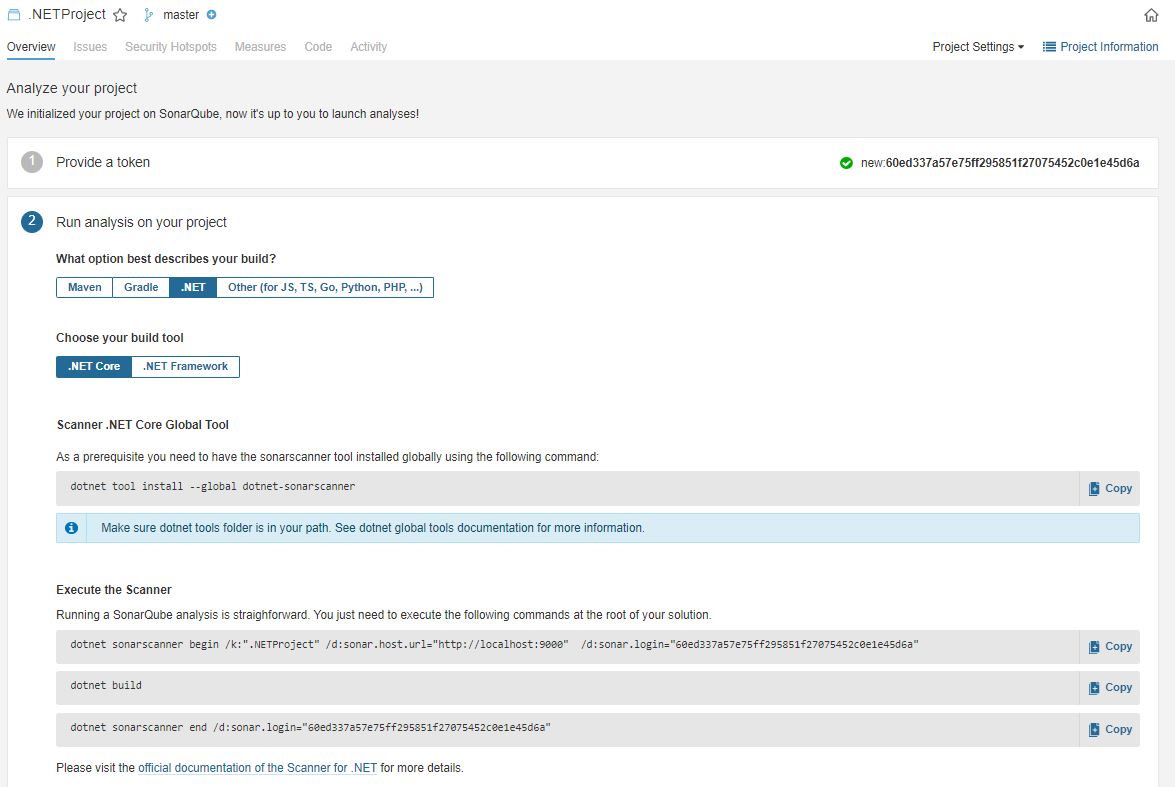 .NETProject master
Overview Issues Security Hotspots Measures Code Activity Project Settings Project Information
Analyze your project
We initialized your project on SonarQube, now it's up to you to launch analyses!
1 Provide a token new:60ed337a57e75ff295851f27075452c0e1e45d6a
2 Run analysis on your project
What option best describes your build?
Maven Gradle .NET Other (for JS, TS, Go, Python, PHP, ...)
Choose your build tool
.NET Core .NET Framework
Scanner .NET Core Global Tool
As a prerequisite you need to have the sonarscanner tool installed globally using the following command:
dotnet tool install --global dotnet-sonarscanner Copy
Make sure dotnet tools folder is in your path. See dotnet global tools documentation for more information.
Execute the Scanner
Running a SonarQube analysis is straighforward. You just need to execute the following commands at the root of your solution.
dotnet sonarscanner begin /k:".NETProject" /d:sonar.host.url="http://localhost:9000"  /d:sonar.login="60ed337a57e75ff295851f27075452c0e1e45d6a" Copy
dotnet build Copy
dotnet sonarscanner end /d:sonar.login="60ed337a57e75ff295851f27075452c0e1e45d6a" Copy
Please visit the official documentation of the Scanner for .NET for more details.